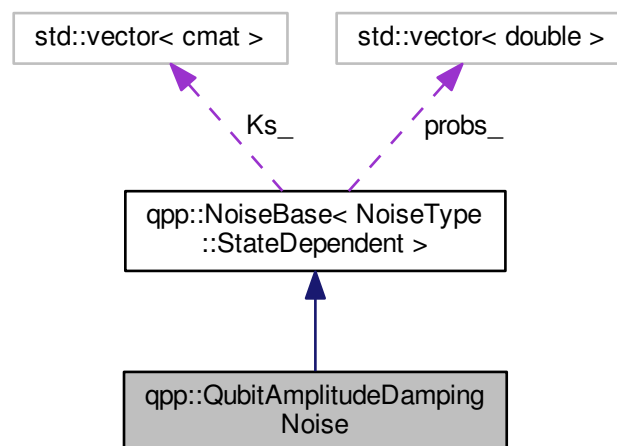 std::vector< cmat >
std::vector< double >
Ks_
probs_
qpp::NoiseBase< NoiseType
::StateDependent >
qpp::QubitAmplitudeDamping
Noise